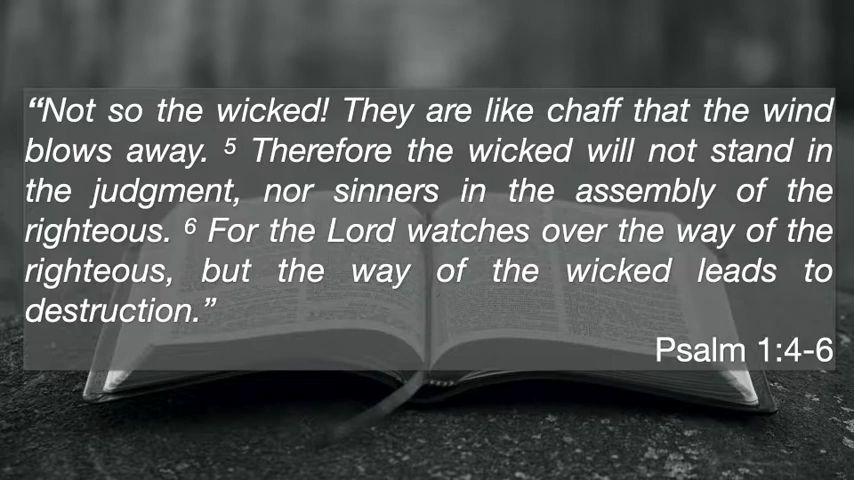 “Not so the wicked! They are like chaff that the wind
blows away. 5 Therefore the wicked will not stand in
the judgment, nor sinners in the assembly of the
righteous. 6 For the Lord watches over the way of the
righteous, but the way of the wicked leads to
destruction.”
Psalm 1:4-6